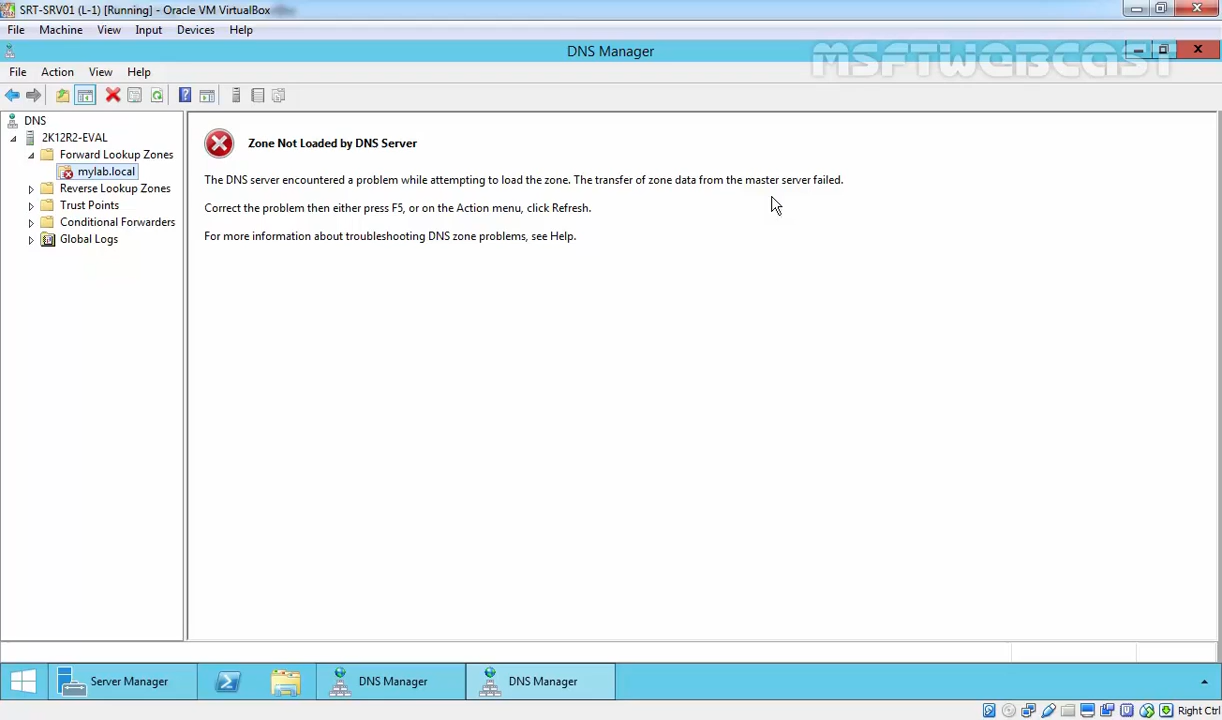 SRT-SRV01 (L-1) [Running] - Oracle VM VirtualBox
File Machine View Input Devices Help
DNS Manager
MSFTWEBCAST
File Action View Help
DNS
2K12R2-EVAL
Forward Lookup Zones
mylab.local
Reverse Lookup Zones
Trust Points
Conditional Forwarders
Global Logs
Zone Not Loaded by DNS Server
The DNS server encountered a problem while attempting to load the zone. The transfer of zone data from the master server failed.
Correct the problem then either press F5, or on the Action menu, click Refresh.
For more information about troubleshooting DNS zone problems, see Help.
Server Manager DNS Manager DNS Manager
Right Ctrl